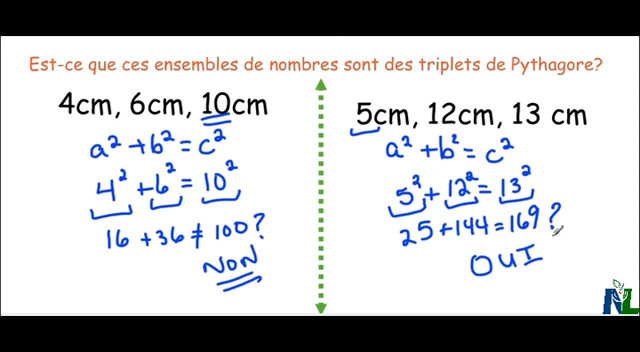 Est-ce que ces ensembles de nombres sont des triplets de Pythagore?
4cm, 6cm, 10cm
a² + b² = c²
4² + 6² = 10²
16 + 36 ≠ 100?
NON
5cm, 12cm, 13 cm
a² + b² = c²
5² + 12² = 13²
25 + 144 = 169?
OUI
NL